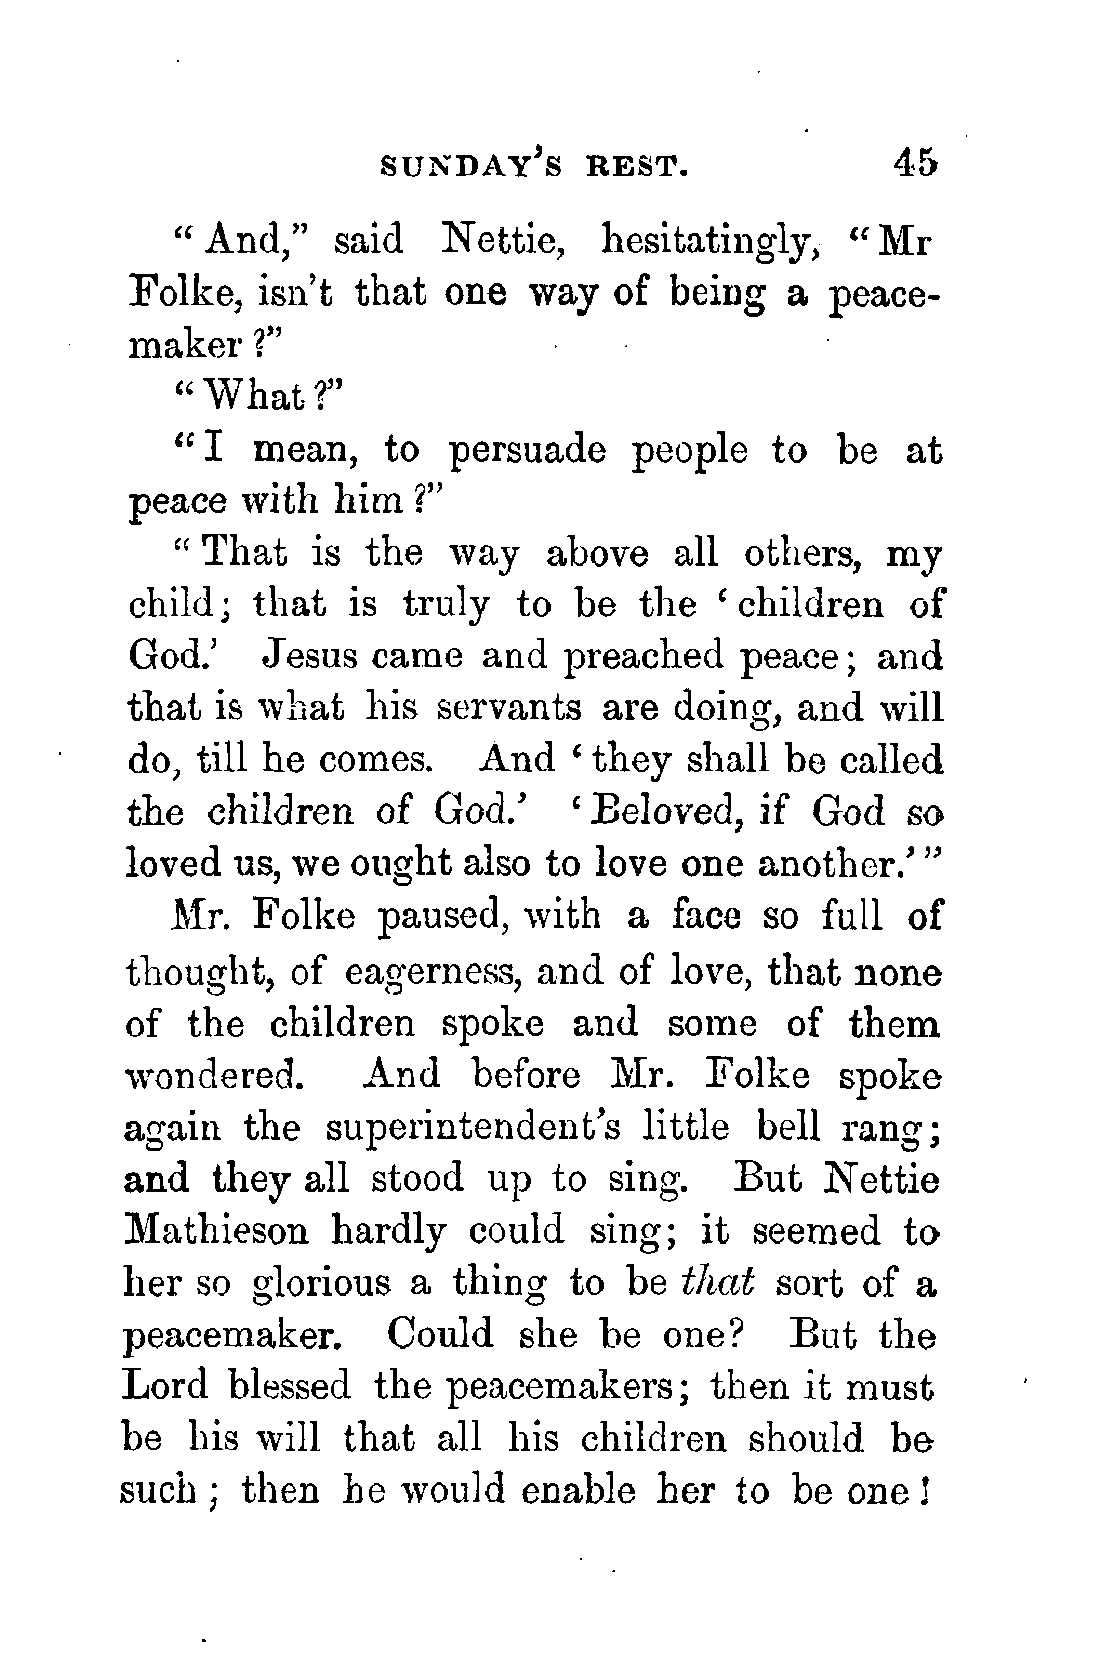 SUNDAY'S REST. 45
"And," said Nettie, hesitatingly, "Mr
Folke, isn't that one way of being a peace-
maker?"
"What?"
"I mean, to persuade people to be at
peace with him?"
"That is the way above all others, my
child; that is truly to be the 'children of
God.' Jesus came and preached peace; and
that is what his servants are doing, and will
do, till he comes. And 'they shall be called
the children of God.' 'Beloved, if God so
loved us, we ought also to love one another.'"
Mr. Folke paused, with a face so full of
thought, of eagerness, and of love, that none
of the children spoke and some of them
wondered. And before Mr. Folke spoke
again the superintendent's little bell rang;
and they all stood up to sing. But Nettie
Mathieson hardly could sing; it seemed to
her so glorious a thing to be that sort of a
peacemaker. Could she be one? But the
Lord blessed the peacemakers; then it must
be his will that all his children should be
such; then he would enable her to be one!